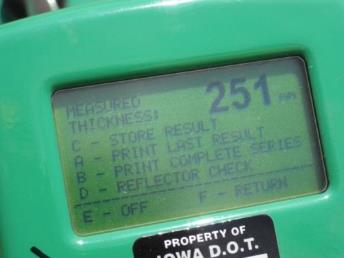 MEASURED 251 mm
THICKNESS:
C - STORE RESULT
A - PRINT LAST RESULT
B - PRINT COMPLETE SERIES
D - REFLECTOR CHECK
E - OFF F - RETURN
PROPERTY OF
IOWA D.O.T.